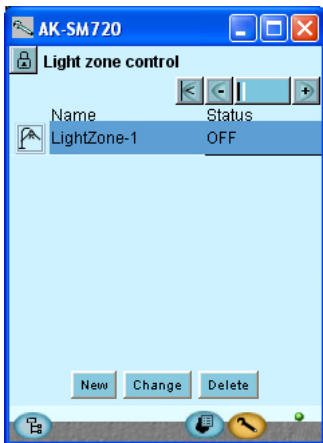 AK-SM720
Light zone control
Name Status
LightZone-1 OFF
New Change Delete